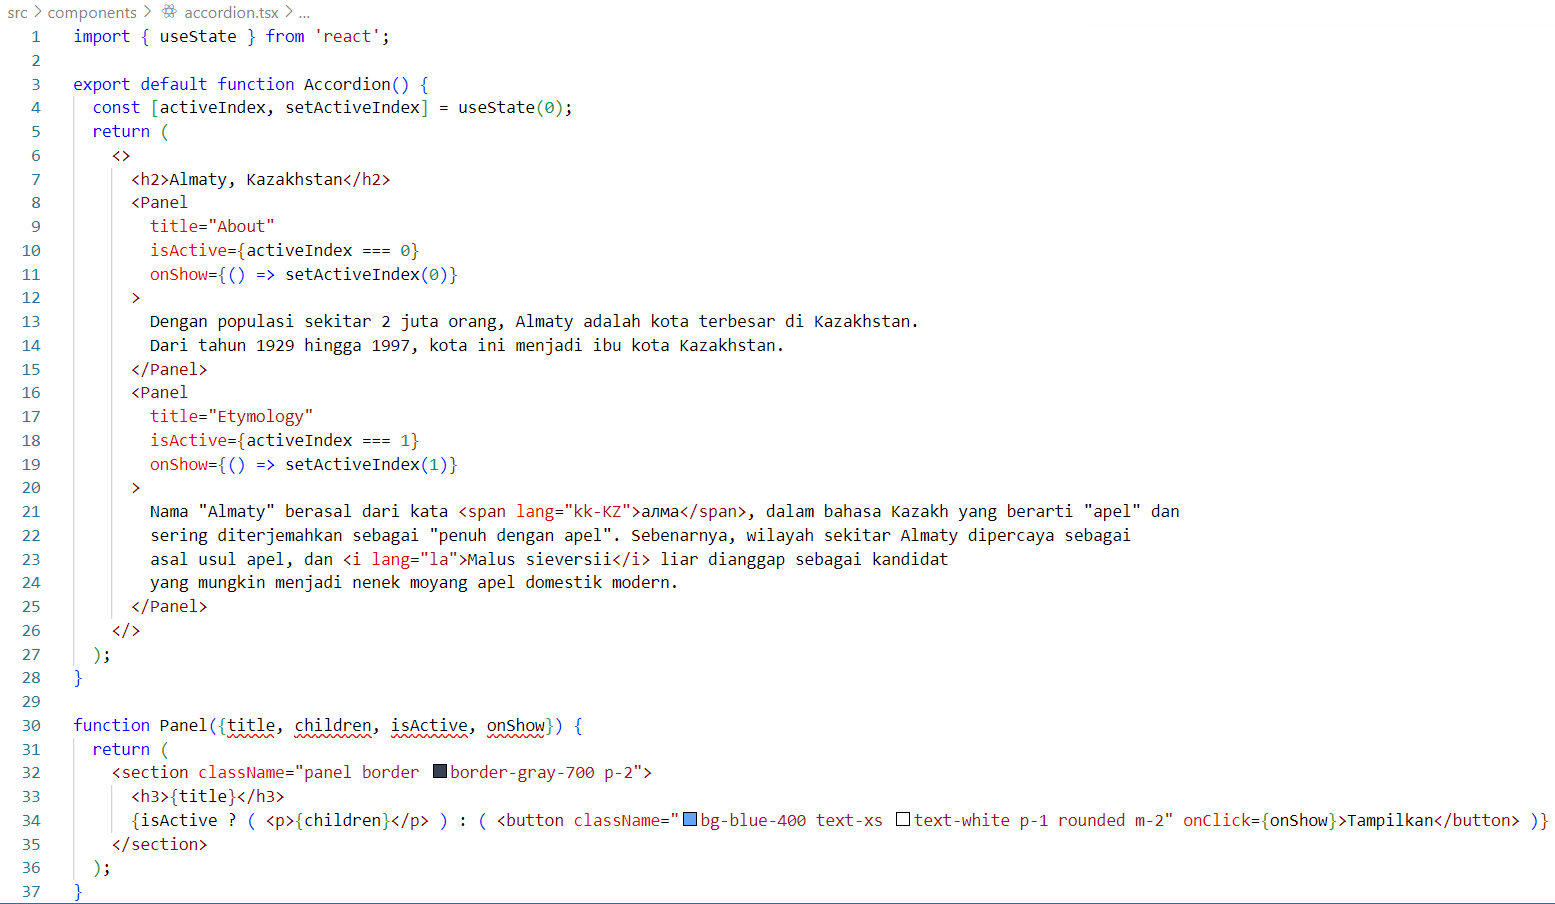 src > components > accordion.tsx > ...
1 import { useState } from 'react';
2
3 export default function Accordion() {
4   const [activeIndex, setActiveIndex] = useState(0);
5   return (
6     <>
7       <h2>Almaty, Kazakhstan</h2>
8       <Panel
9         title="About"
10         isActive={activeIndex === 0}
11         onShow={() => setActiveIndex(0)}
12       >
13         Dengan populasi sekitar 2 juta orang, Almaty adalah kota terbesar di Kazakhstan.
14         Dari tahun 1929 hingga 1997, kota ini menjadi ibu kota Kazakhstan.
15       </Panel>
16       <Panel
17         title="Etymology"
18         isActive={activeIndex === 1}
19         onShow={() => setActiveIndex(1)}
20       >
21         Nama "Almaty" berasal dari kata <span lang="kk-KZ">алма</span>, dalam bahasa Kazakh yang berarti "apel" dan
22         sering diterjemahkan sebagai "penuh dengan apel". Sebenarnya, wilayah sekitar Almaty dipercaya sebagai
23         asal usul apel, dan <i lang="la">Malus sieversii</i> liar dianggap sebagai kandidat
24         yang mungkin menjadi nenek moyang apel domestik modern.
25       </Panel>
26     </>
27   );
28 }
29
30 function Panel({title, children, isActive, onShow}) {
31   return (
32     <section className="panel border border-gray-700 p-2">
33       <h3>{title}</h3>
34       {isActive ? ( <p>{children}</p> ) : ( <button className="bg-blue-400 text-xs text-white p-1 rounded m-2" onClick={onShow}>Tampilkan</button> )}
35     </section>
36   );
37 }